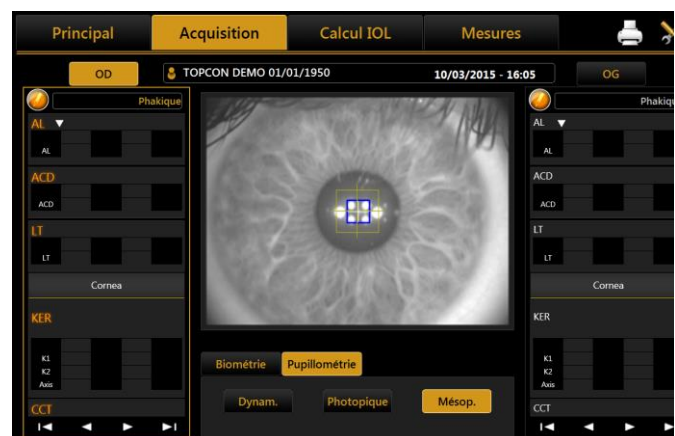 Principal Acquisition Calcul IOL Mesures
OD TOPCON DEMO 01/01/1950 10/03/2015 - 16:05 OG
Phakique
AL
AL
ACD
ACD
LT
LT
Cornea
KER
K1
K2
Axis
CCT
Biométrie Pupillométrie
Dynam. Photopique Mésop.
Phakiqu
AL
AL
ACD
ACD
LT
LT
Cornea
KER
K1
K2
Axis
CCT